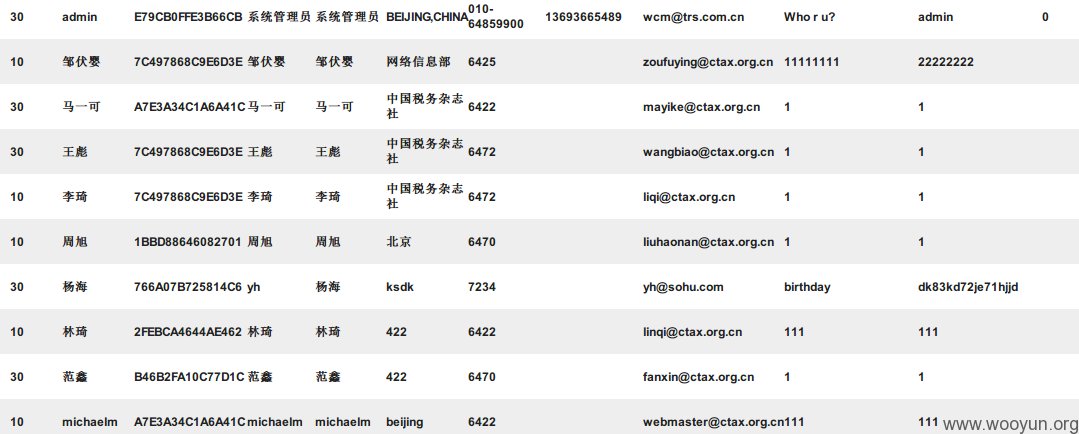 30 admin E79CB0FFE3B66CB 系统管理员 系统管理员 BEIJING,CHINA 010-64859900 13693665489 wcm@trs.com.cn Who r u? admin 0
10 邹伏婴 7C497868C9E6D3E 邹伏婴 邹伏婴 网络信息部 6425 zoufuying@ctax.org.cn 11111111 22222222
30 马一可 A7E3A34C1A6A41C 马一可 马一可 中国税务杂志社 6422 mayike@ctax.org.cn 1 1
30 王彪 7C497868C9E6D3E 王彪 王彪 中国税务杂志社 6472 wangbiao@ctax.org.cn 1 1
10 李琦 7C497868C9E6D3E 李琦 李琦 中国税务杂志社 6472 liqi@ctax.org.cn 1 1
10 周旭 1BBD88646082701 周旭 周旭 北京 6470 liuhaonan@ctax.org.cn 1 1
30 杨海 766A07B725814C6 yh 杨海 ksdk 7234 yh@sohu.com birthday dk83kd72je71hjjd
10 林琦 2FEBCA4644AE462 林琦 林琦 422 6422 linqi@ctax.org.cn 111 111
30 范鑫 B46B2FA10C77D1C 范鑫 范鑫 422 6470 fanxin@ctax.org.cn 1 1
10 michaelm A7E3A34C1A6A41C michaelm michaelm beijing 6422 webmaster@ctax.org.cn 111 111
www.wooyun.org